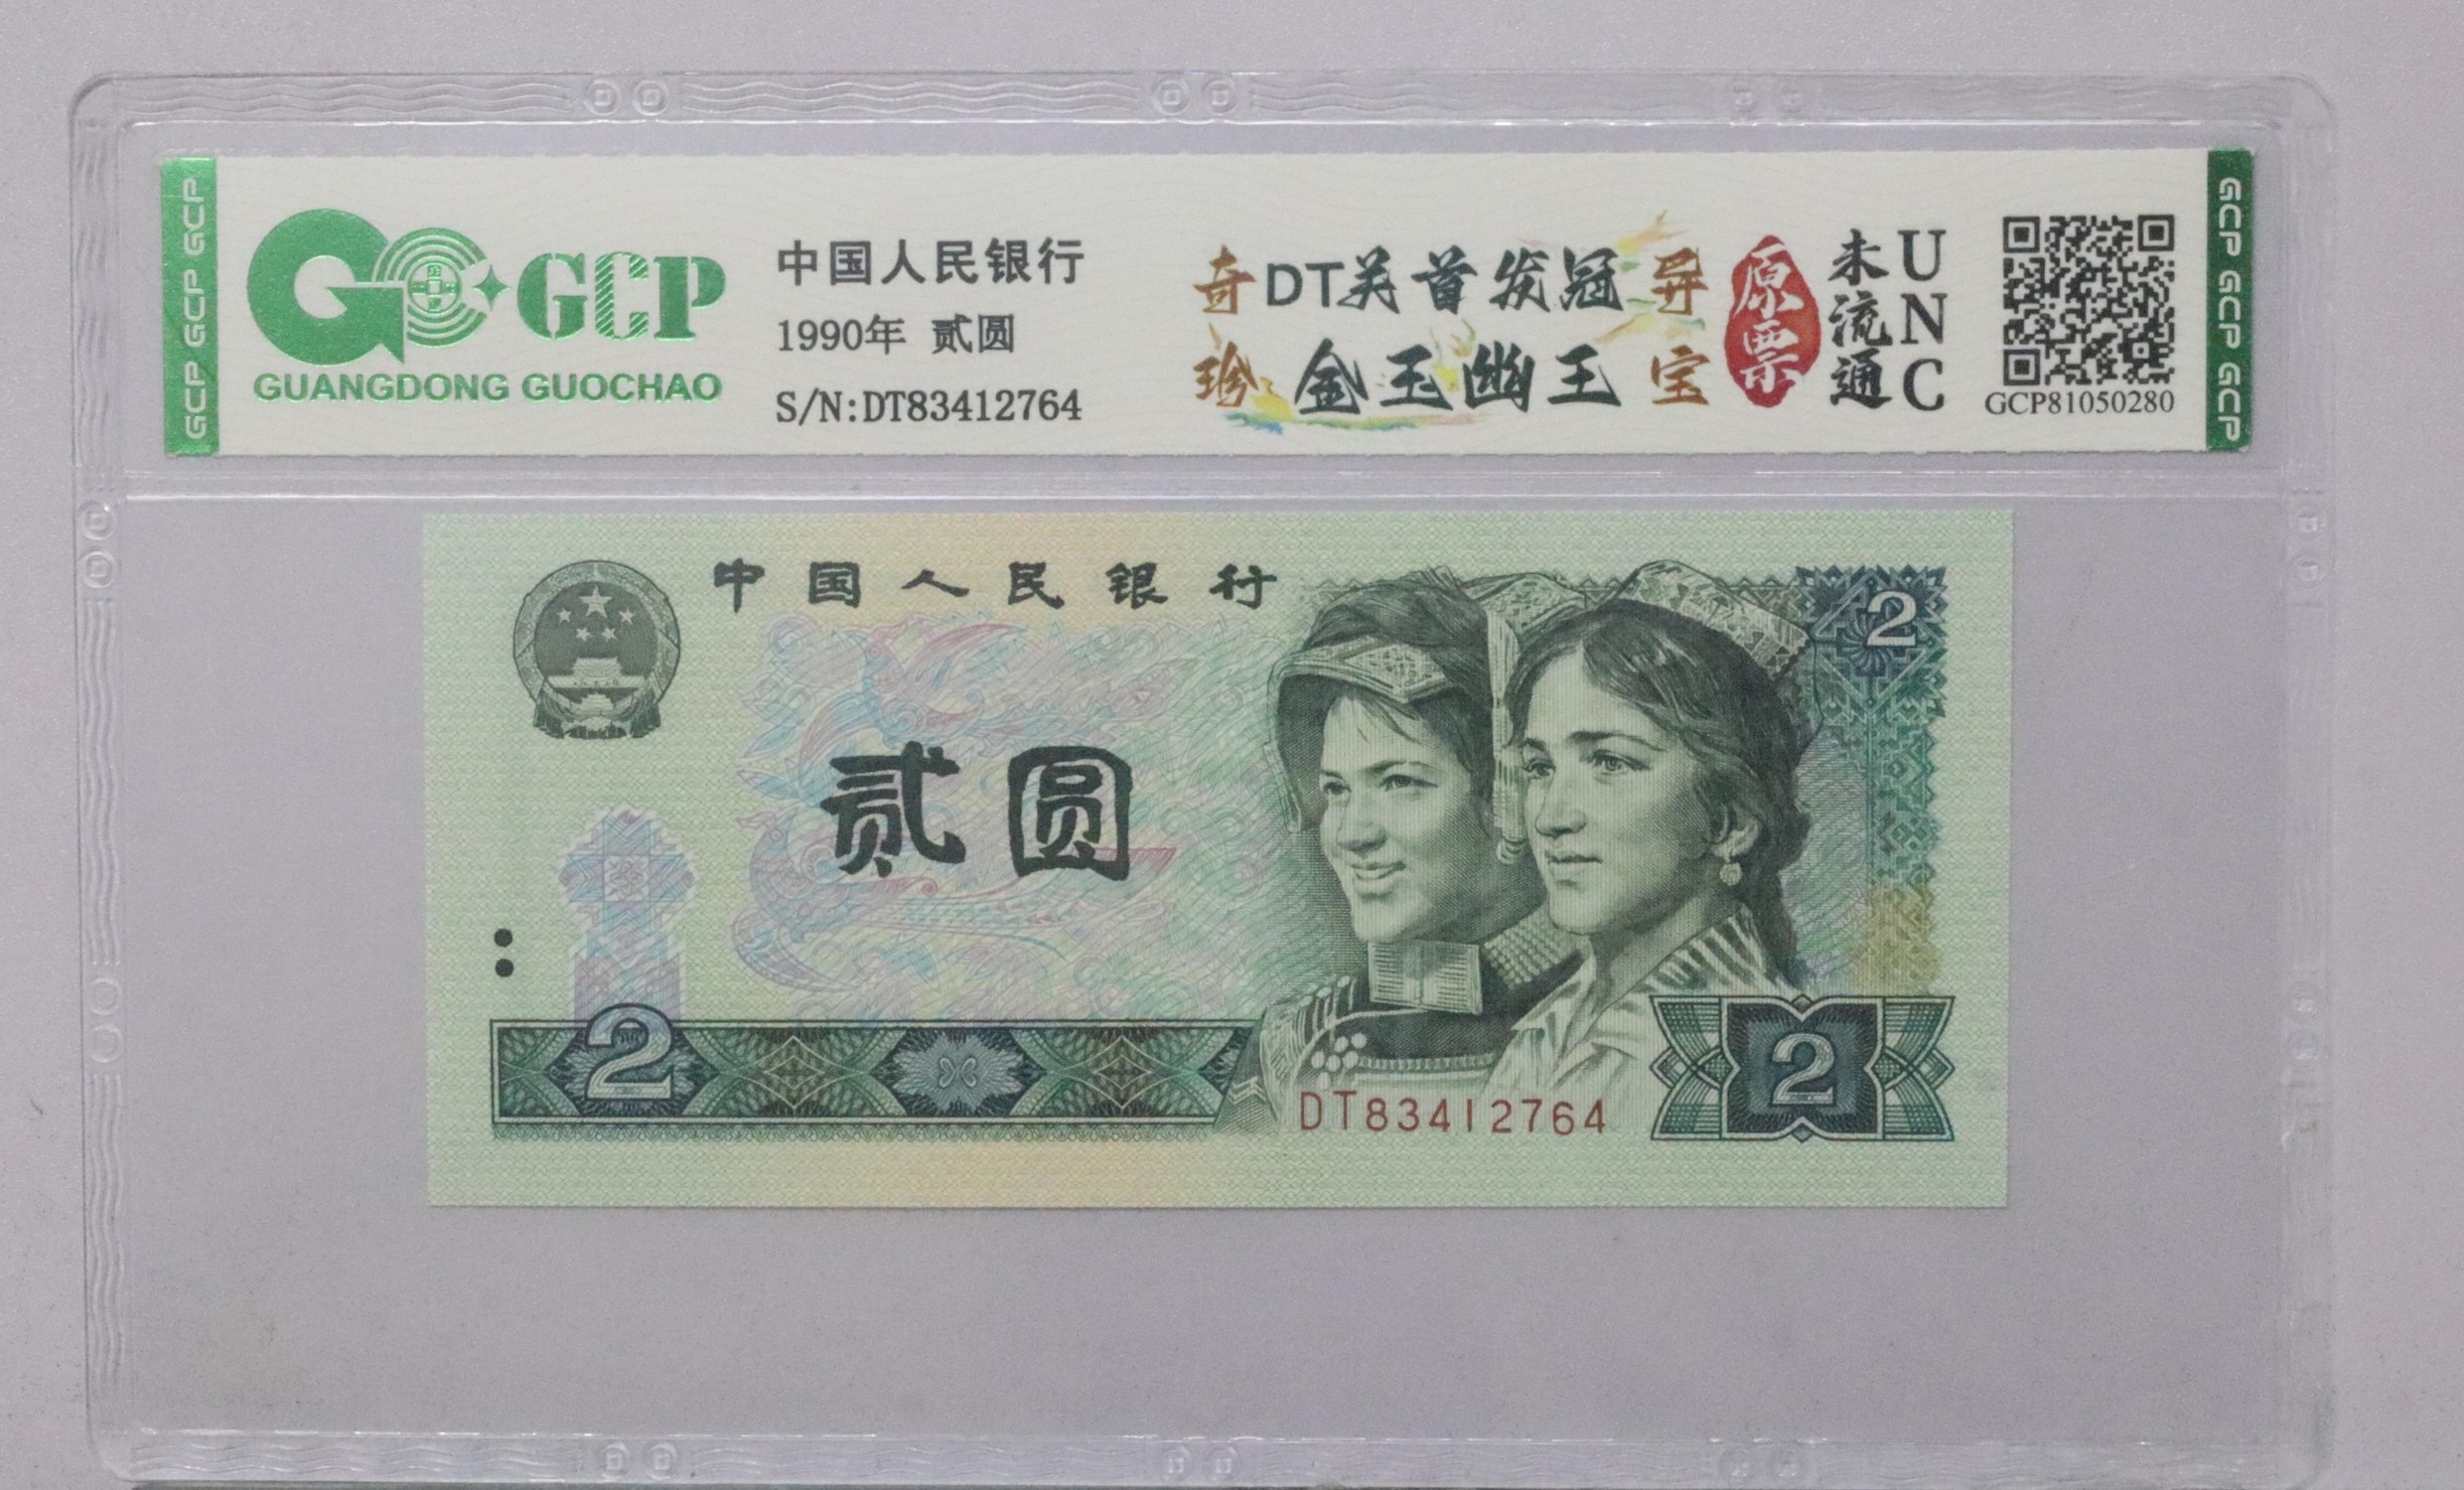 GCP GCP GCP
GCP
GUANGDONG GUOCHAO
中国人民银行
1990年 贰圆
S/N:DT83412764
奇 DT英首发冠 异
珍 金玉幽王 宝
原票
未流通
UNC
GCP81050280
GCP GCP GCP
中国人民银行
2
贰圆
2
2
DT83412764